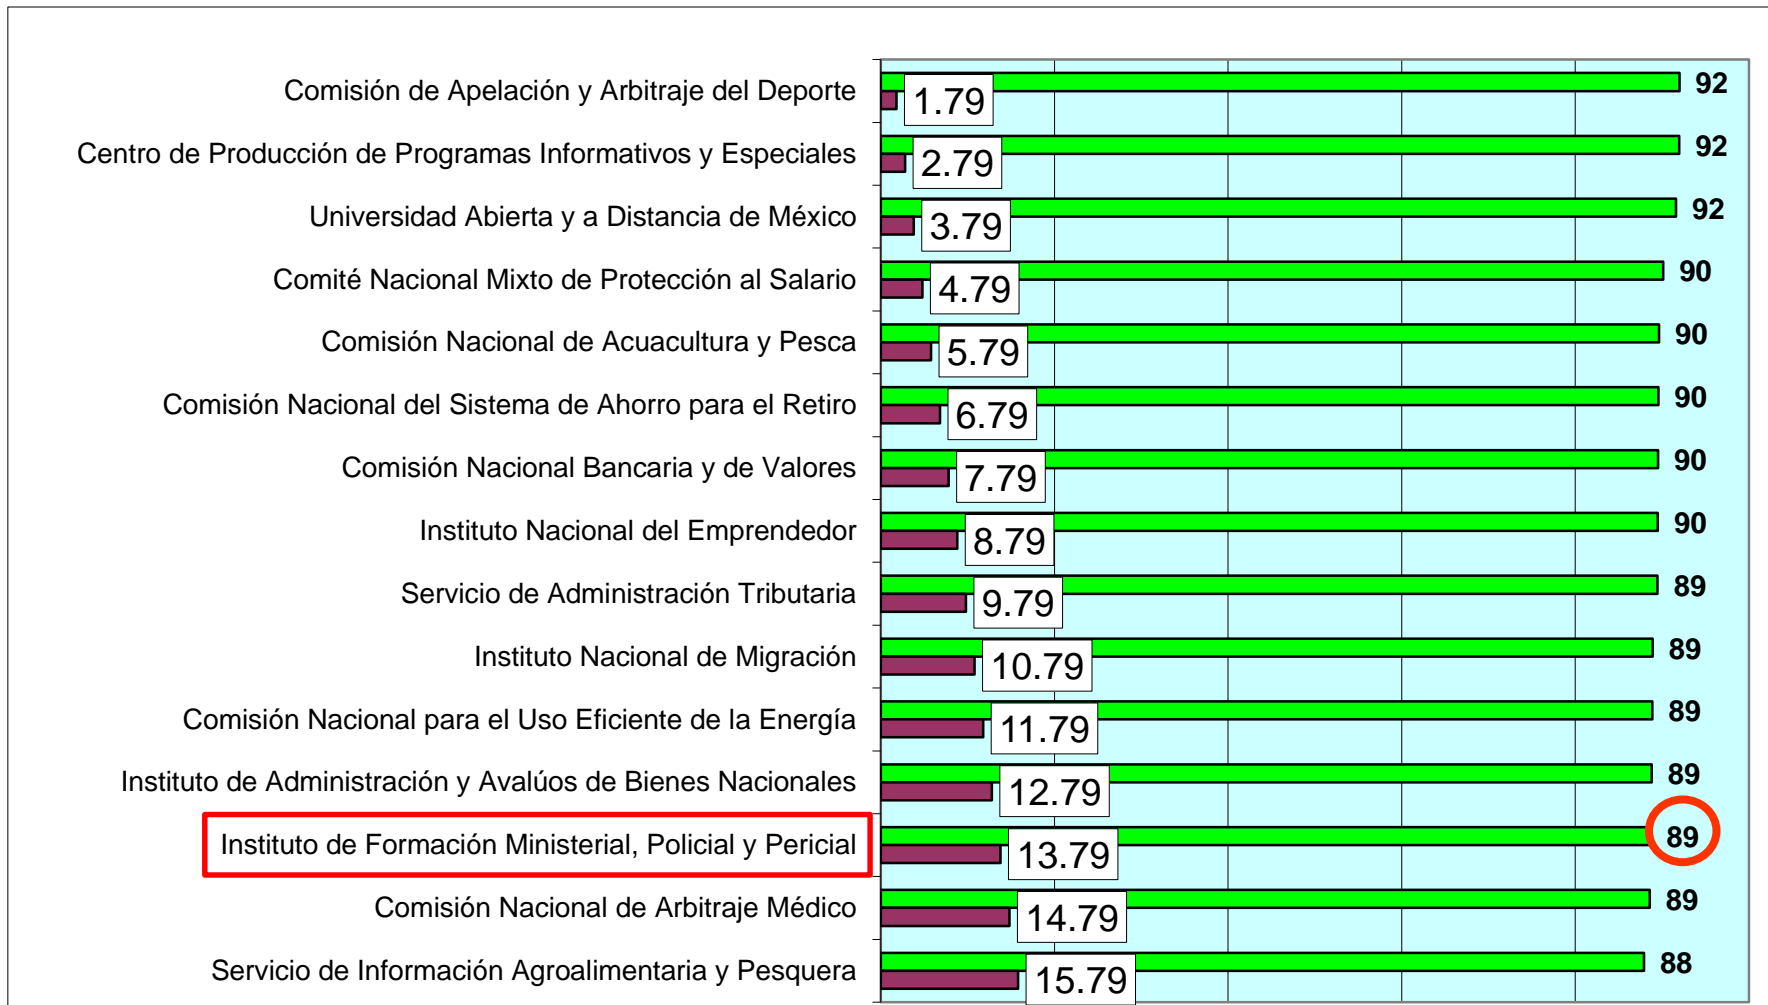 Comisión de Apelación y Arbitraje del Deporte 1.79 92
Centro de Producción de Programas Informativos y Especiales 2.79 92
Universidad Abierta y a Distancia de México 3.79 92
Comité Nacional Mixto de Protección al Salario 4.79 90
Comisión Nacional de Acuacultura y Pesca 5.79 90
Comisión Nacional del Sistema de Ahorro para el Retiro 6.79 90
Comisión Nacional Bancaria y de Valores 7.79 90
Instituto Nacional del Emprendedor 8.79 90
Servicio de Administración Tributaria 9.79 89
Instituto Nacional de Migración 10.79 89
Comisión Nacional para el Uso Eficiente de la Energía 11.79 89
Instituto de Administración y Avalúos de Bienes Nacionales 12.79 89
Instituto de Formación Ministerial, Policial y Pericial 13.79 89
Comisión Nacional de Arbitraje Médico 14.79 89
Servicio de Información Agroalimentaria y Pesquera 15.79 88